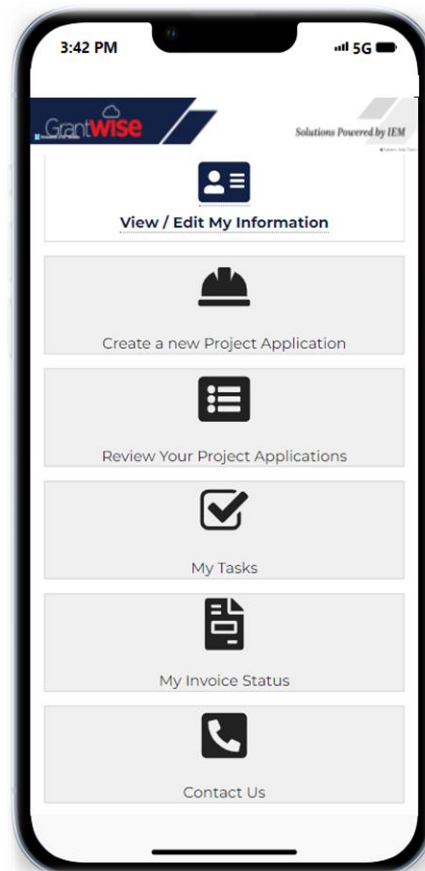 3:42 PM
5G
GrantWise
Solutions Powered by IEM
View / Edit My Information
Create a new Project Application
Review Your Project Applications
My Tasks
My Invoice Status
Contact Us